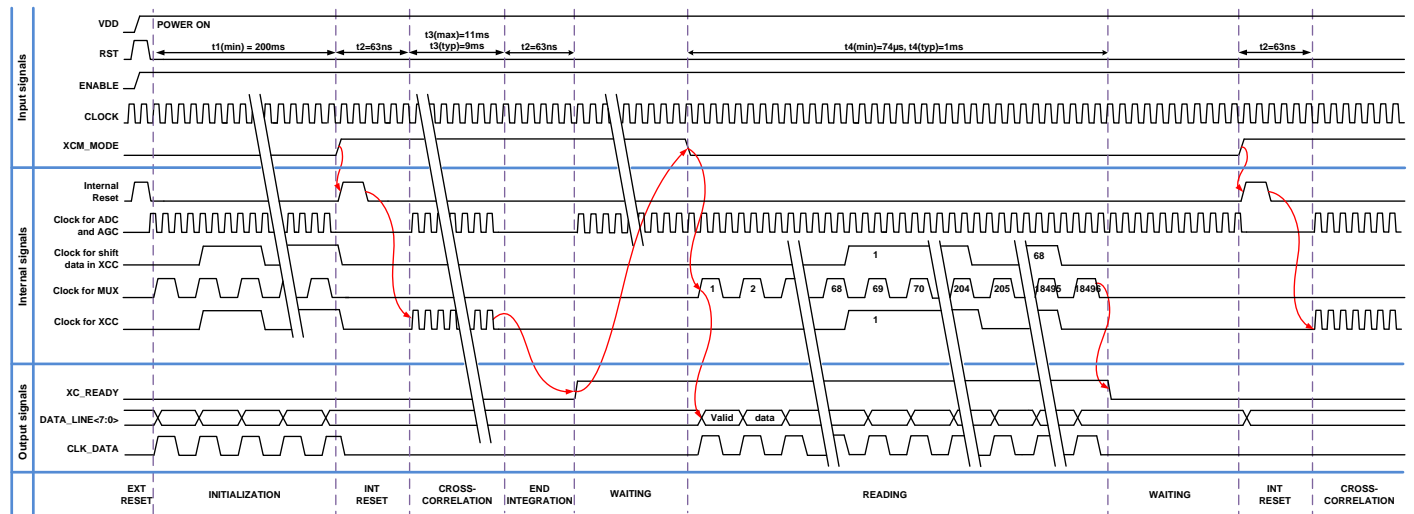 Input signals
VDD
POWER ON
t1(min) = 200ms
t2=63ns
t3(max)=11ms
t3(typ)=9ms
t2=63ns
t4(min)=74µs, t4(typ)=1ms
t2=63ns
RST
ENABLE
CLOCK
XCM_MODE
Internal signals
Internal
Reset
Clock for ADC
and AGC
Clock for shift
data in XCC
1
68
Clock for MUX
1
2
68
69
70
204
205
18495
18496
Clock for XCC
1
Output signals
XC_READY
DATA_LINE<7:0>
Valid
data
CLK_DATA
EXT
RESET
INITIALIZATION
INT
RESET
CROSS-
CORRELATION
END
INTEGRATION
WAITING
READING
WAITING
INT
RESET
CROSS-
CORRELATION